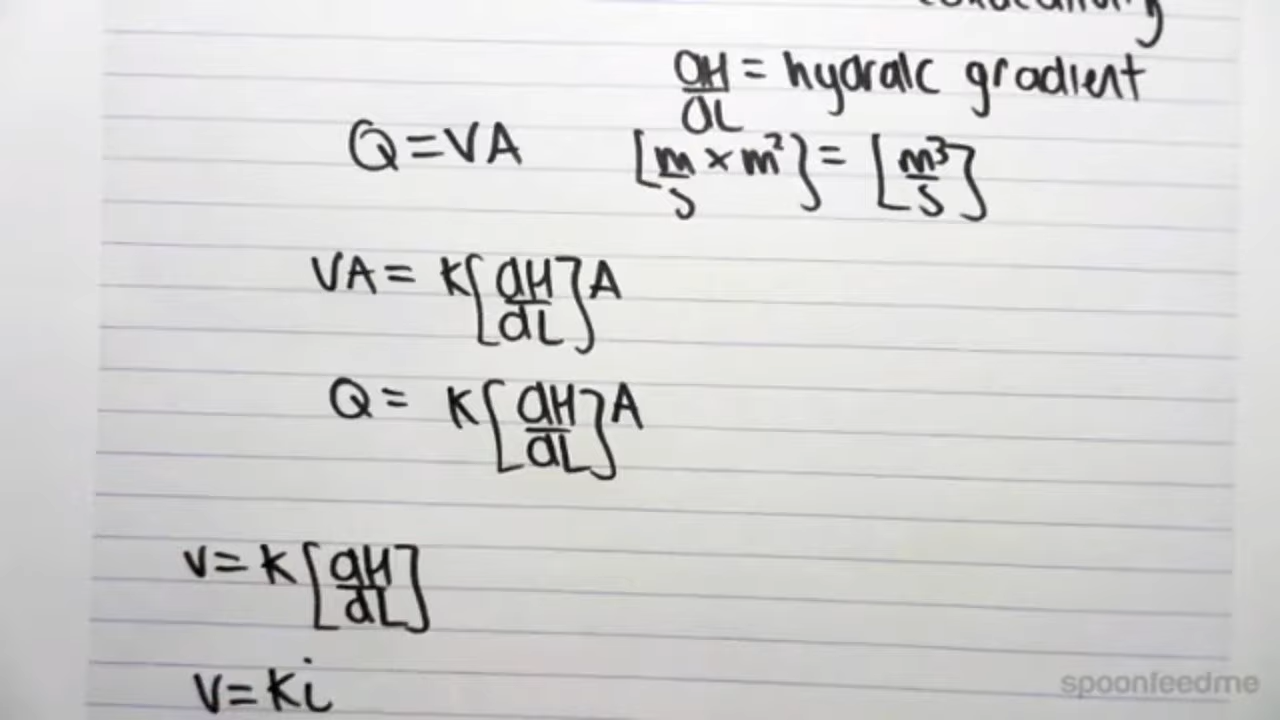 dH/dL = hydralc gradient
Q = VA [m/s × m²] = [m³/s]
VA = K[dH/dL]A
Q = K[dH/dL]A
V = K[dH/dL]
V = Ki
spoonfeedme